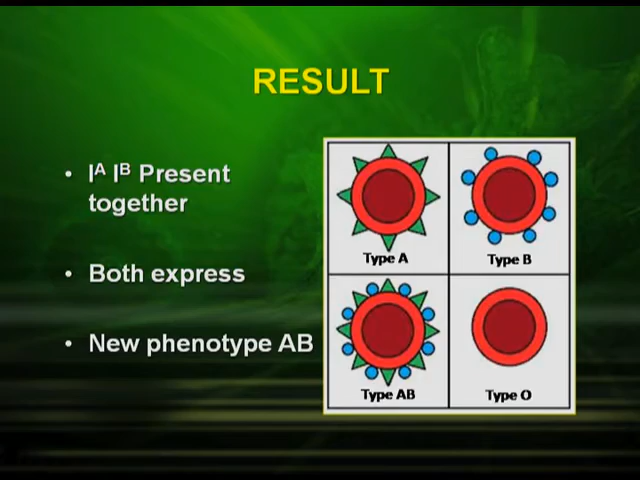 RESULT
• Iᴬ Iᴮ Present
together
• Both express
• New phenotype AB
Type A
Type B
Type AB
Type O